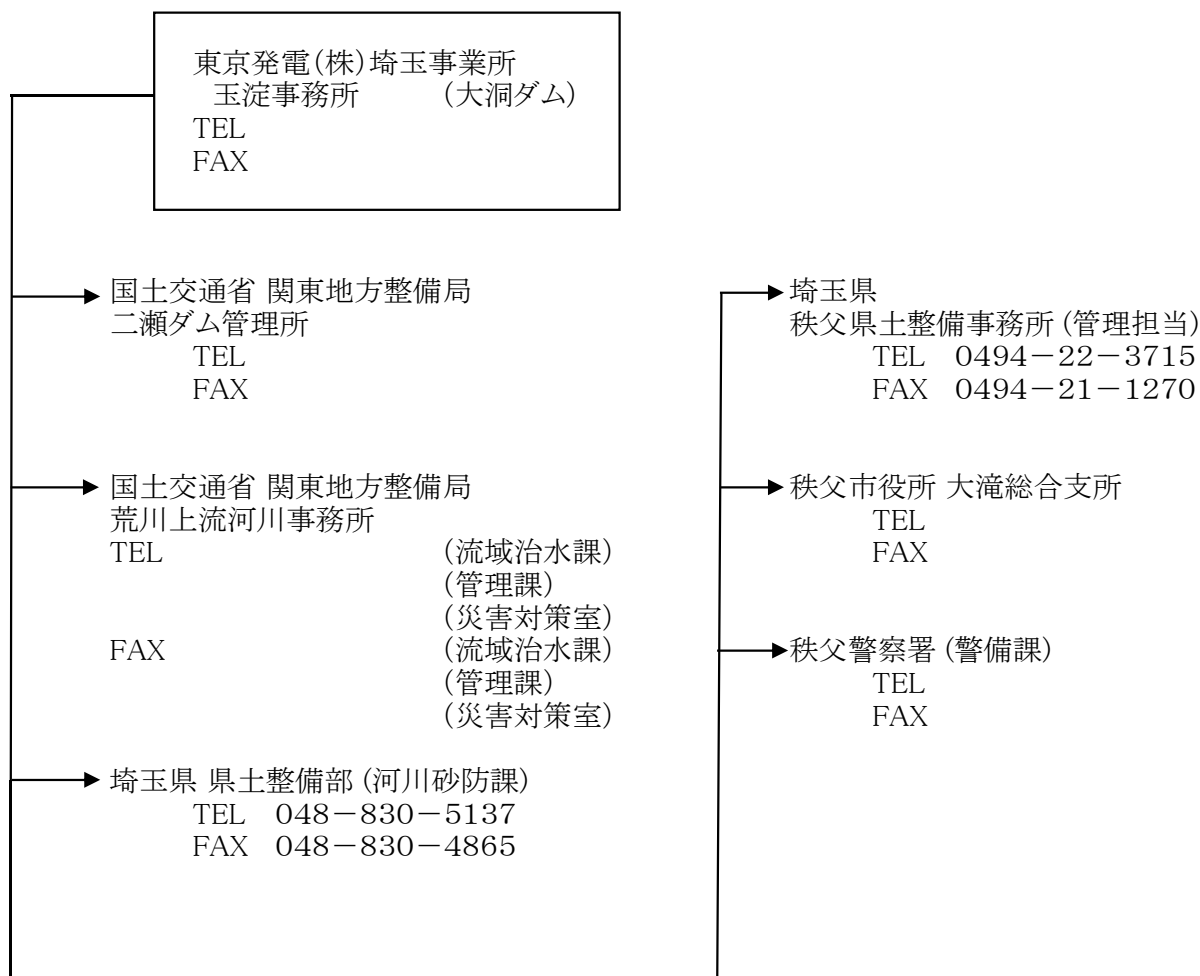 東京発電(株)埼玉事業所
玉淀事務所 (大洞ダム)
TEL
FAX
国土交通省 関東地方整備局
二瀬ダム管理所
TEL
FAX
国土交通省 関東地方整備局
荒川上流河川事務所
TEL (流域治水課)
(管理課)
(災害対策室)
FAX (流域治水課)
(管理課)
(災害対策室)
埼玉県 県土整備部 (河川砂防課)
TEL 048-830-5137
FAX 048-830-4865
埼玉県
秩父県土整備事務所 (管理担当)
TEL 0494-22-3715
FAX 0494-21-1270
秩父市役所 大滝総合支所
TEL
FAX
秩父警察署 (警備課)
TEL
FAX